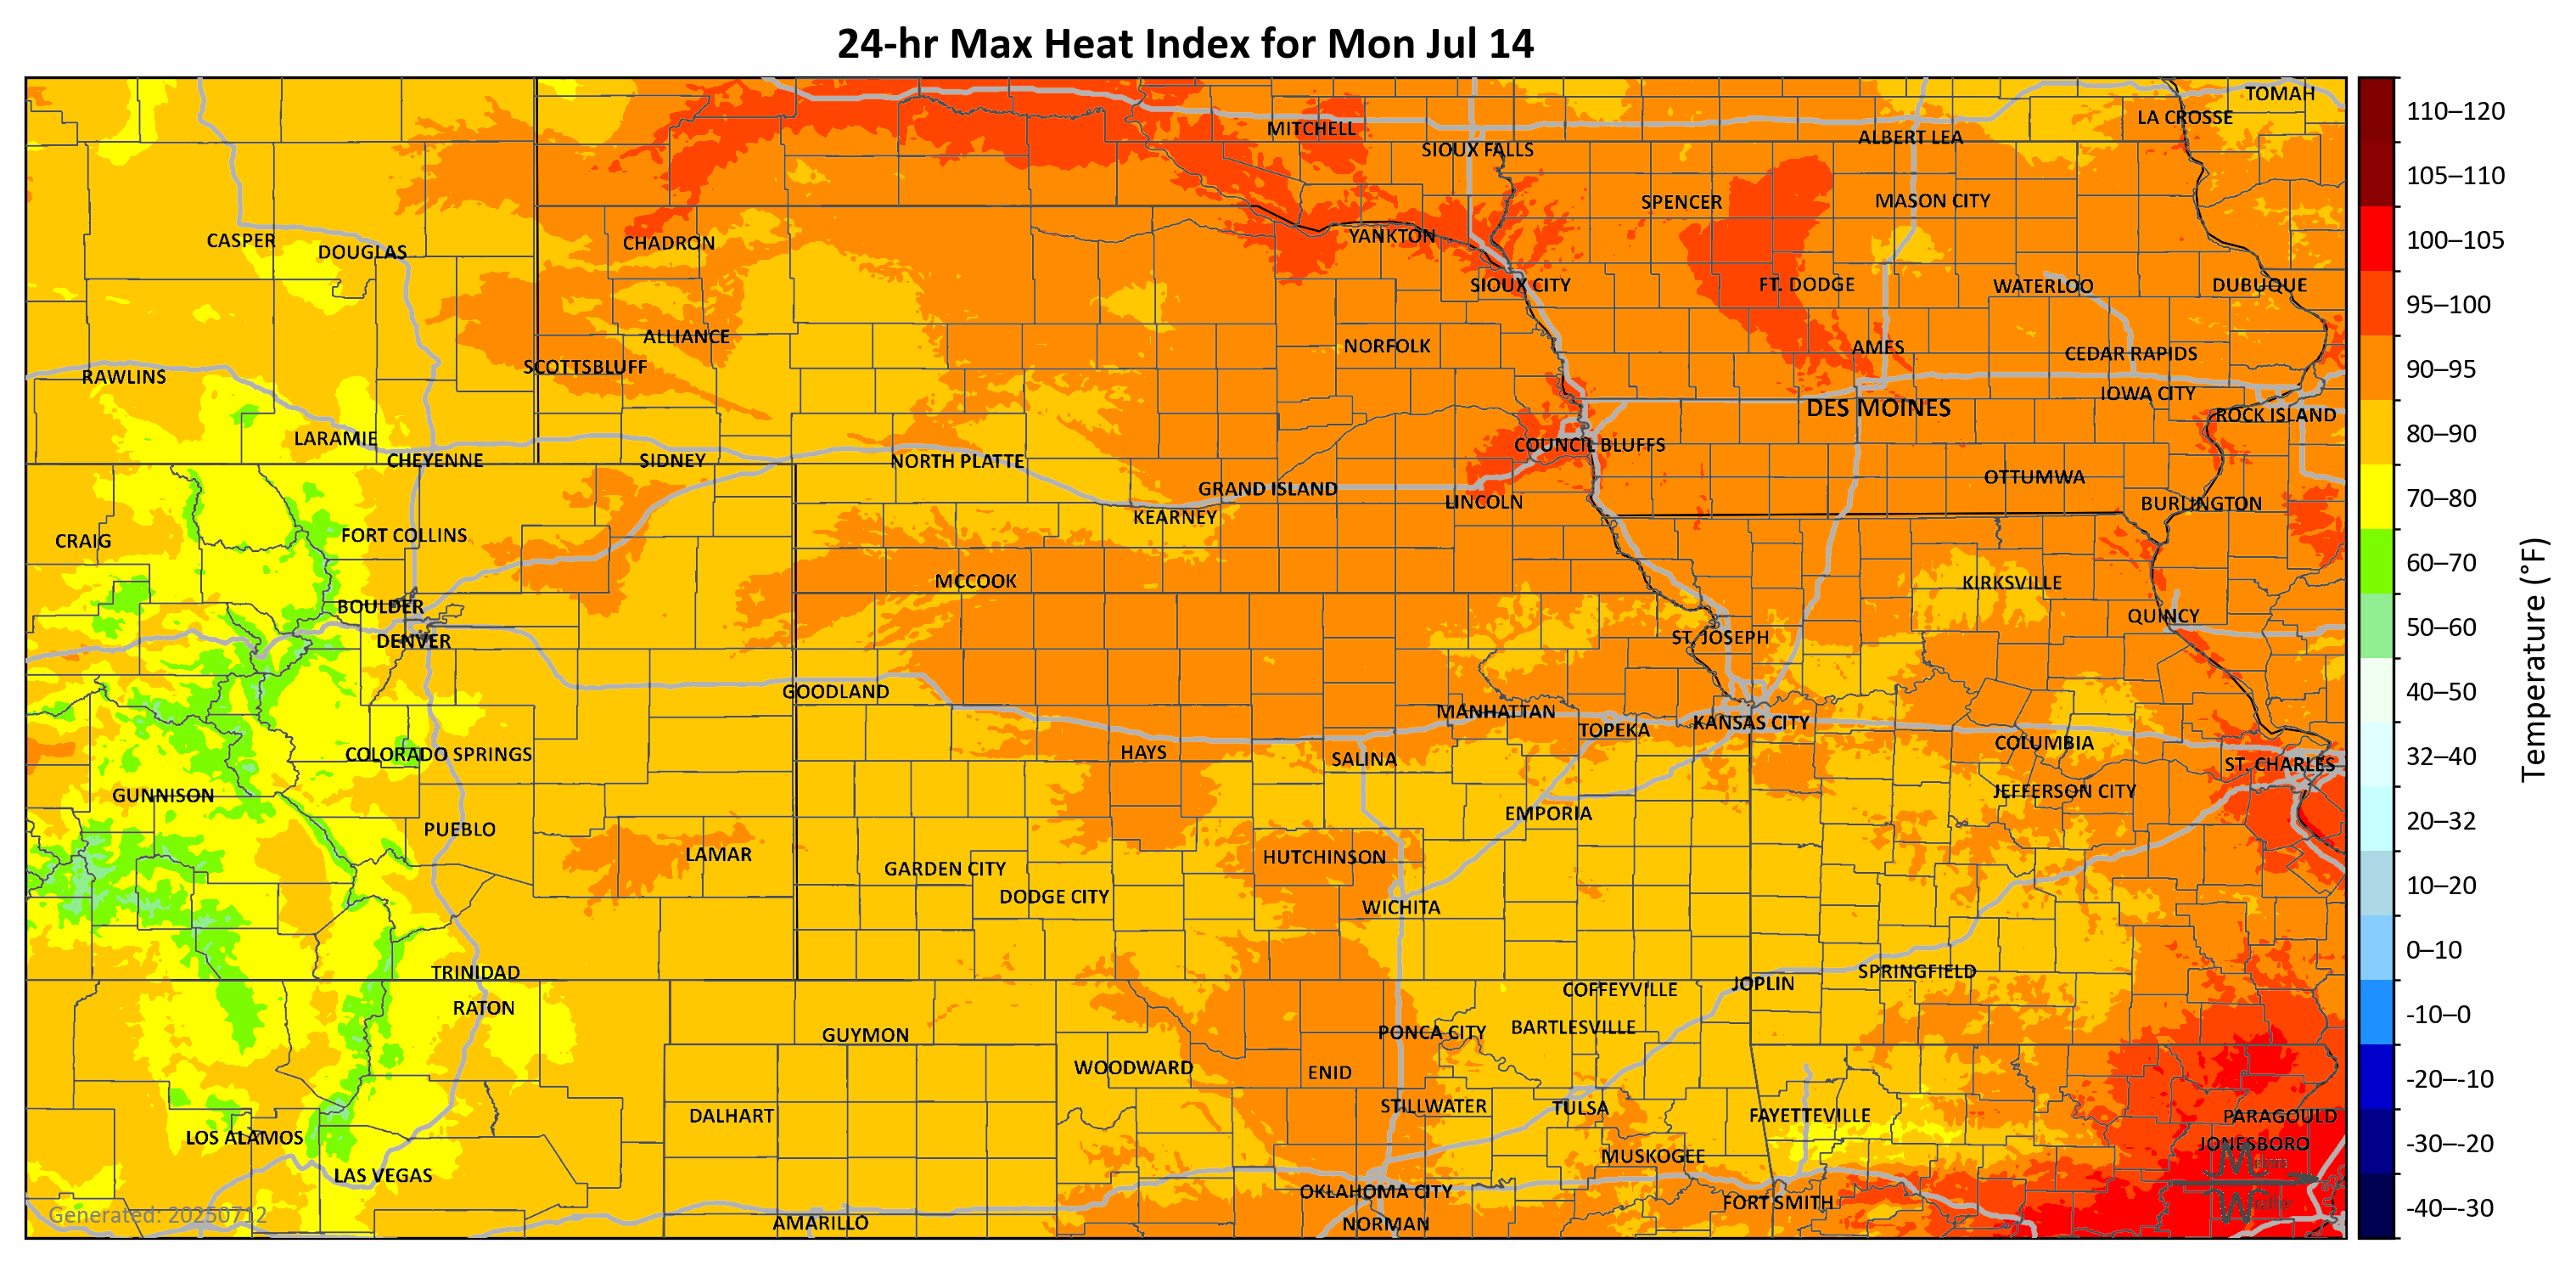 24-hr Max Heat Index for Mon Jul 14
TOMAH
LA CROSSE
MITCHELL
ALBERT LEA
SIOUX FALLS
SPENCER
MASON CITY
CASPER
DOUGLAS
CHADRON
YANKTON
SIOUX CITY
FT. DODGE
WATERLOO
DUBUQUE
ALLIANCE
NORFOLK
AMES
CEDAR RAPIDS
SCOTTSBLUFF
RAWLINS
IOWA CITY
DES MOINES
ROCK ISLAND
LARAMIE
COUNCIL BLUFFS
CHEYENNE
SIDNEY
NORTH PLATTE
OTTUMWA
GRAND ISLAND
LINCOLN
BURLINGTON
KEARNEY
FORT COLLINS
CRAIG
MCCOOK
KIRKSVILLE
BOULDER
QUINCY
DENVER
ST. JOSEPH
GOODLAND
MANHATTAN
TOPEKA
KANSAS CITY
COLUMBIA
COLORADO SPRINGS
HAYS
SALINA
ST. CHARLES
GUNNISON
JEFFERSON CITY
EMPORIA
PUEBLO
LAMAR
HUTCHINSON
GARDEN CITY
DODGE CITY
WICHITA
TRINIDAD
SPRINGFIELD
JOPLIN
COFFEYVILLE
RATON
GUYMON
PONCA CITY
BARTLESVILLE
WOODWARD
ENID
STILLWATER
TULSA
DALHART
FAYETTEVILLE
PARAGOULD
LOS ALAMOS
JONESBORO
MUSKOGEE
LAS VEGAS
OKLAHOMA CITY
FORT SMITH
AMARILLO
NORMAN
Generated: 20250712
110–120
105–110
100–105
95–100
90–95
80–90
70–80
60–70
50–60
40–50
32–40
20–32
10–20
0–10
-10–0
-20–-10
-30–-20
-40–-30
Temperature (°F)